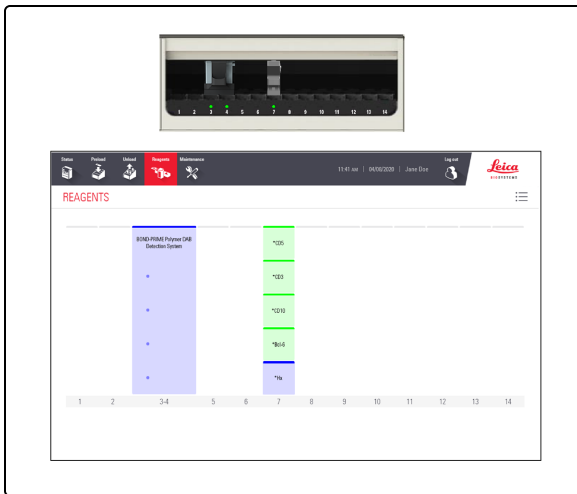 1 2 3 4 5 6 7 8 9 10 11 12 13 14
Status Preload Unload Reagents Maintenance
11:41 AM | 04/08/2020 | Jane Doe
Log out
Leica
BIOSYSTEMS
REAGENTS
BOND-PRIME Polymer DAB
Detection System
*CD5
*CD3
*CD10
*Bcl-6
*Hx
1 2 3-4 5 6 7 8 9 10 11 12 13 14